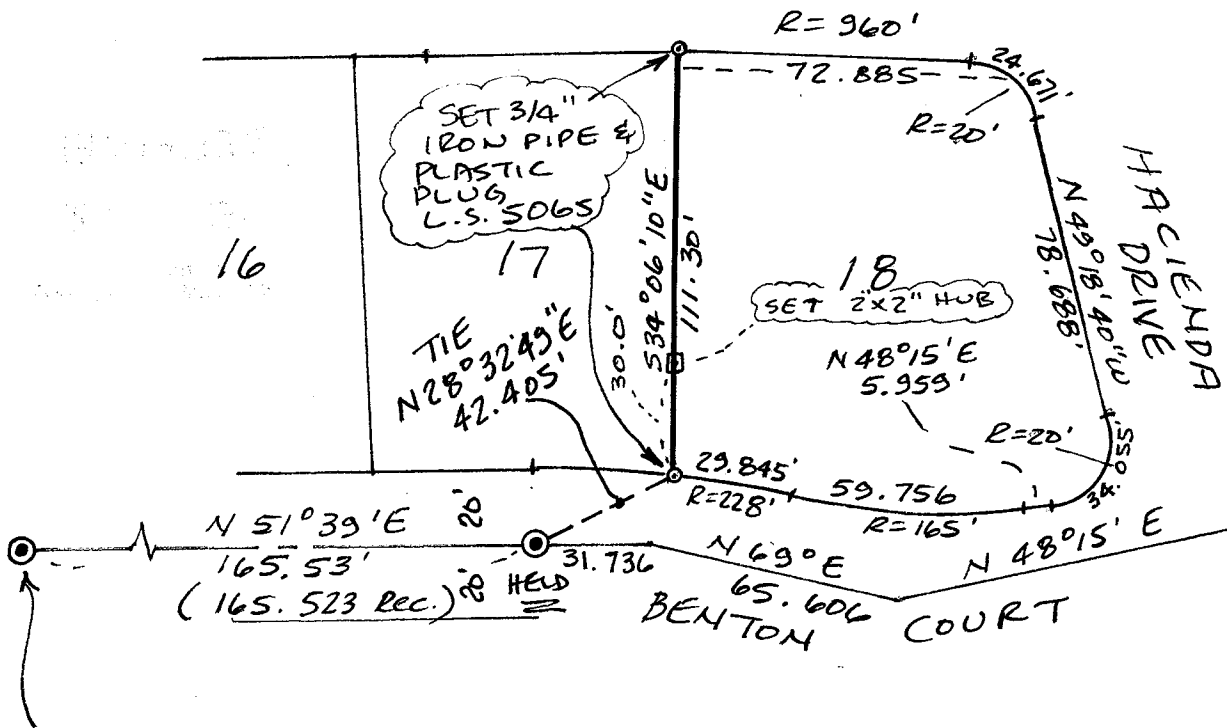 R= 960'
72.885
24.671'
R=20'
SET 3/4"
IRON PIPE &
PLASTIC
PLUG
L.S. 5065
HACIENDA
DRIVE
N 49°18'40"W
78.688'
S34°06'10"E
111.30'
16
17
18
SET 2"X2" HUB
TIE
N28°32'49"E
42.405'
30.0'
N48°15'E
5.959'
R=20'
34.055'
29.845'
R=228'
59.756
R=165'
N 51°39'E
165.53'
(165.523 Rec.)
20'
20'
HELD
31.736
N 69°E
65.606
N 48°15' E
BENTON COURT